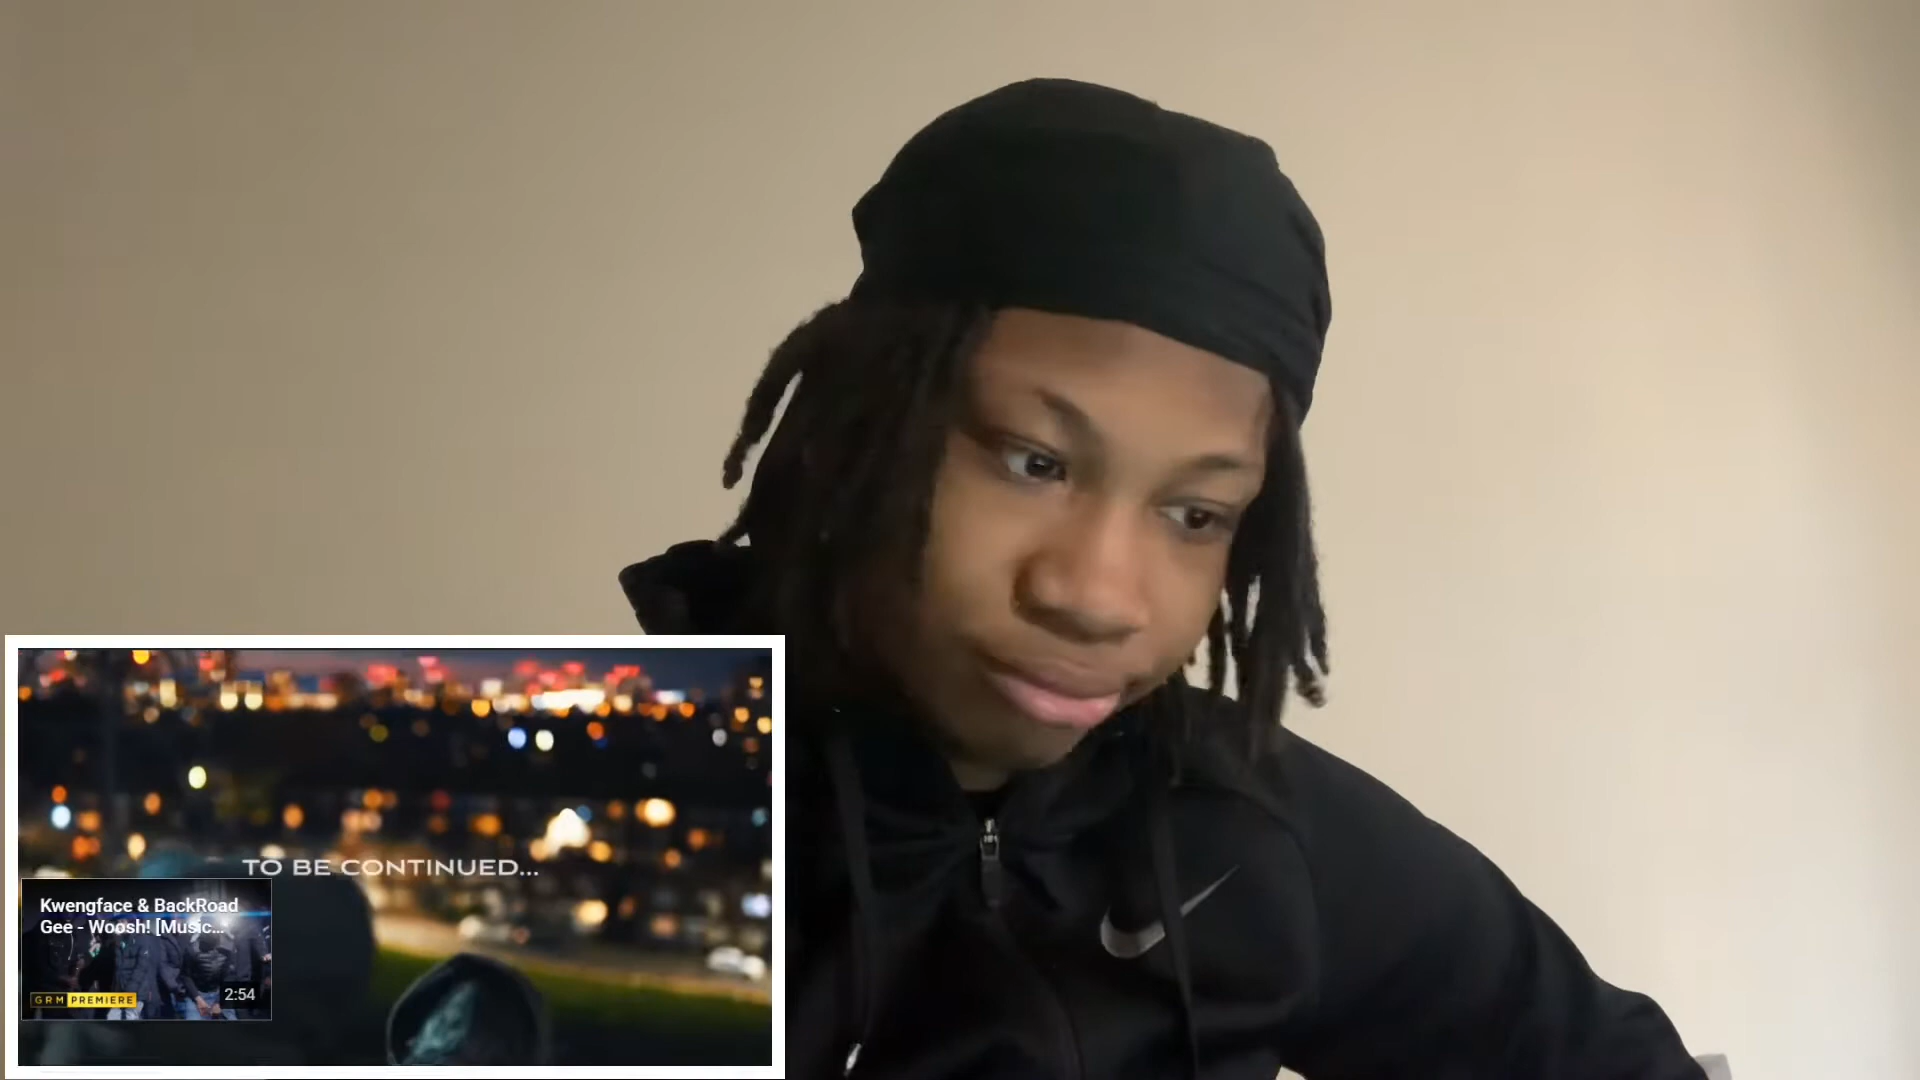 TO BE CONTINUED...
Kwengface & BackRoad
Gee - Woosh! [Music...
GRM PREMIERE
2:54